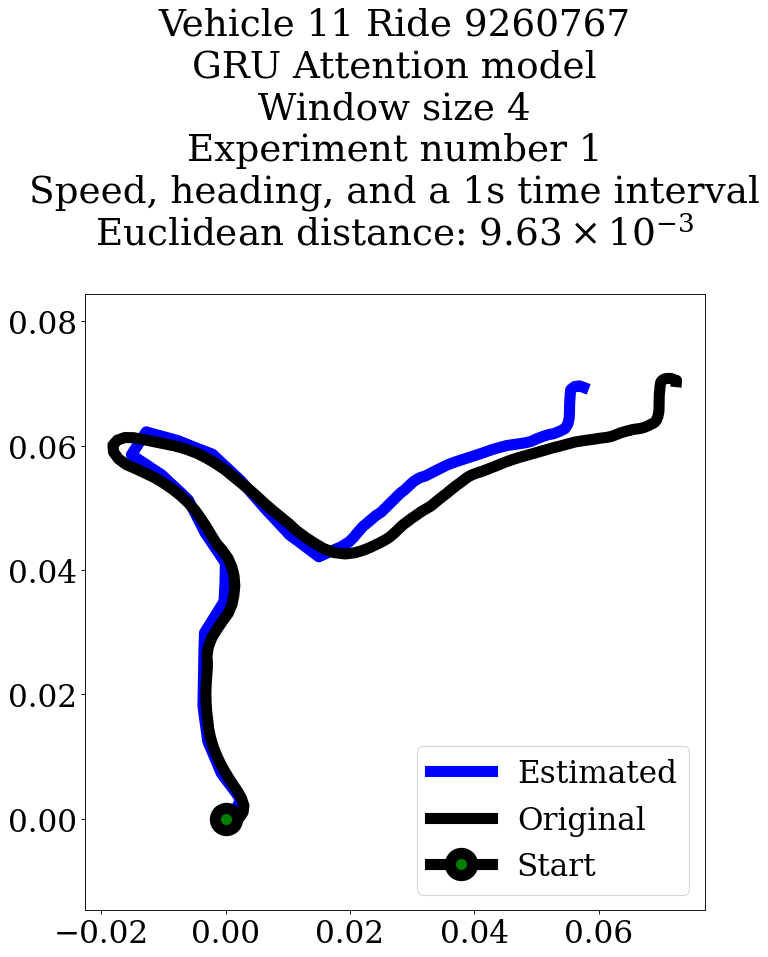 Vehicle 11 Ride 9260767
GRU Attention model
Window size 4
Experiment number 1
Speed, heading, and a 1s time interval
Euclidean distance: 9.63 × 10⁻³
0.08
0.06
0.04
0.02
0.00
Estimated
Original
Start
−0.02 0.00 0.02 0.04 0.06